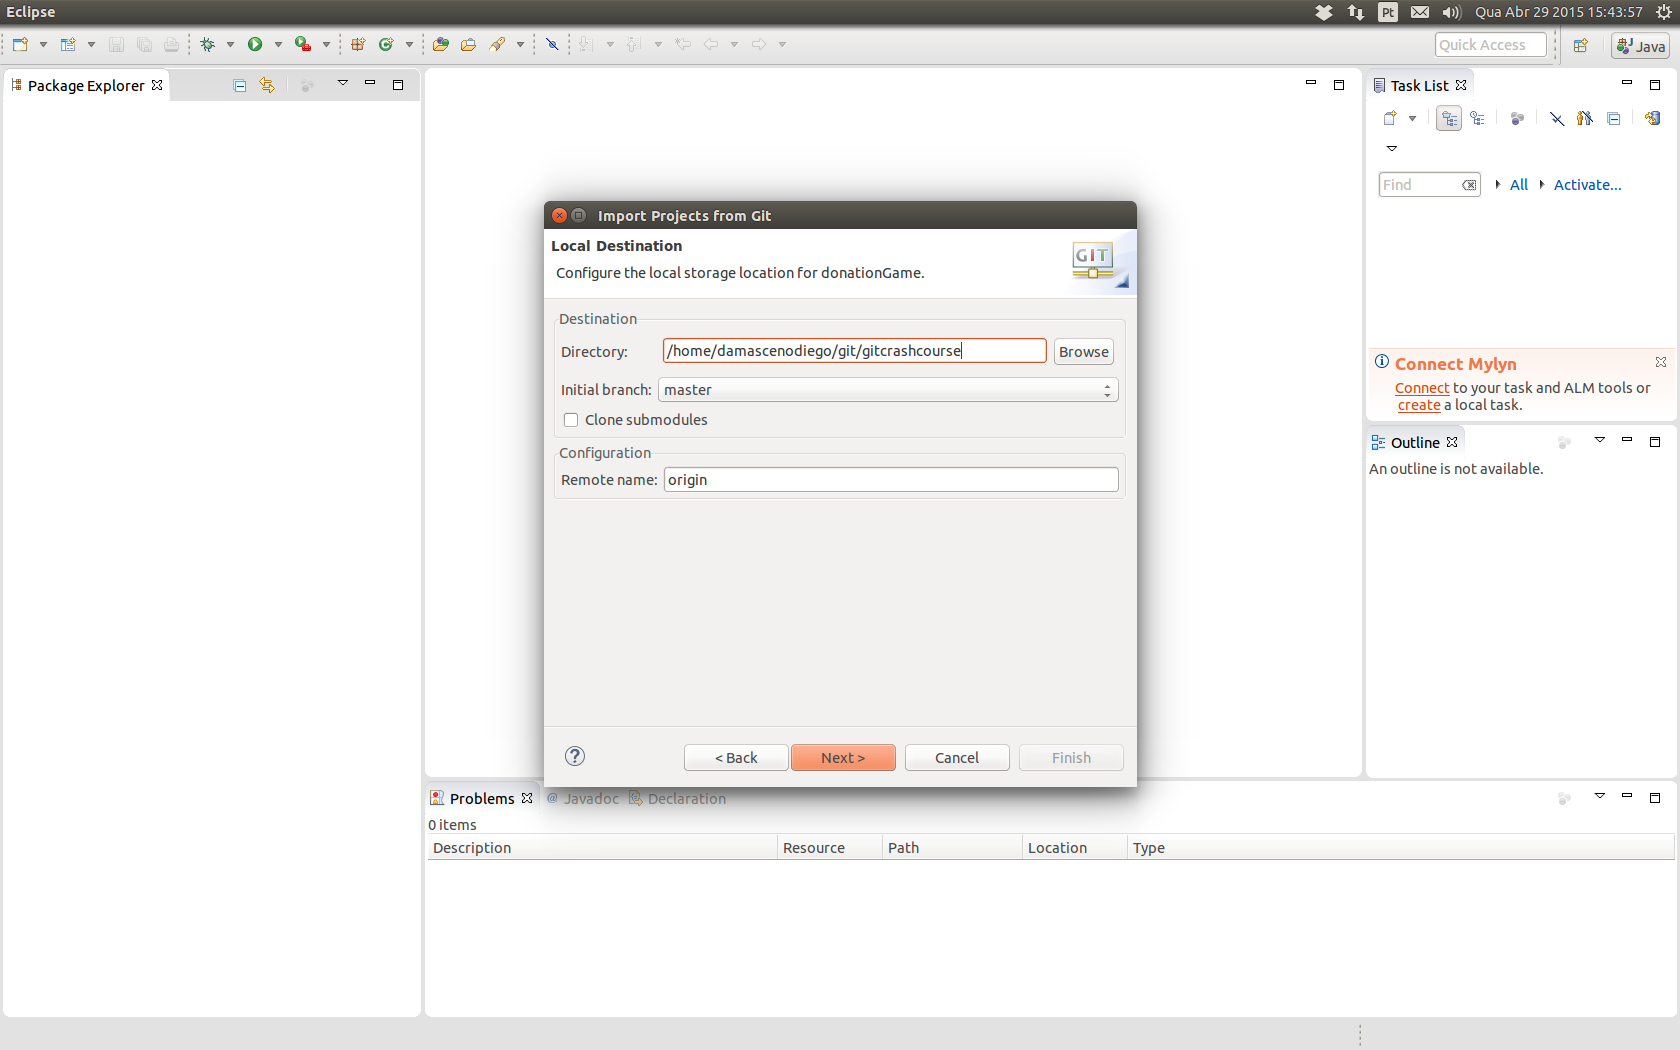 Eclipse
Pt
Qua Abr 29 2015 15:43:57
Quick Access
Java
Package Explorer
Task List
Find
All
Activate...
Import Projects from Git
Local Destination
Configure the local storage location for donationGame.
GIT
Destination
Directory:
/home/damascenodiego/git/gitcrashcourse
Browse
Initial branch:
master
Clone submodules
Configuration
Remote name:
origin
? < Back Next > Cancel Finish
Connect Mylyn
Connect to your task and ALM tools or
create a local task.
Outline
An outline is not available.
Problems @ Javadoc Declaration
0 items
Description Resource Path Location Type